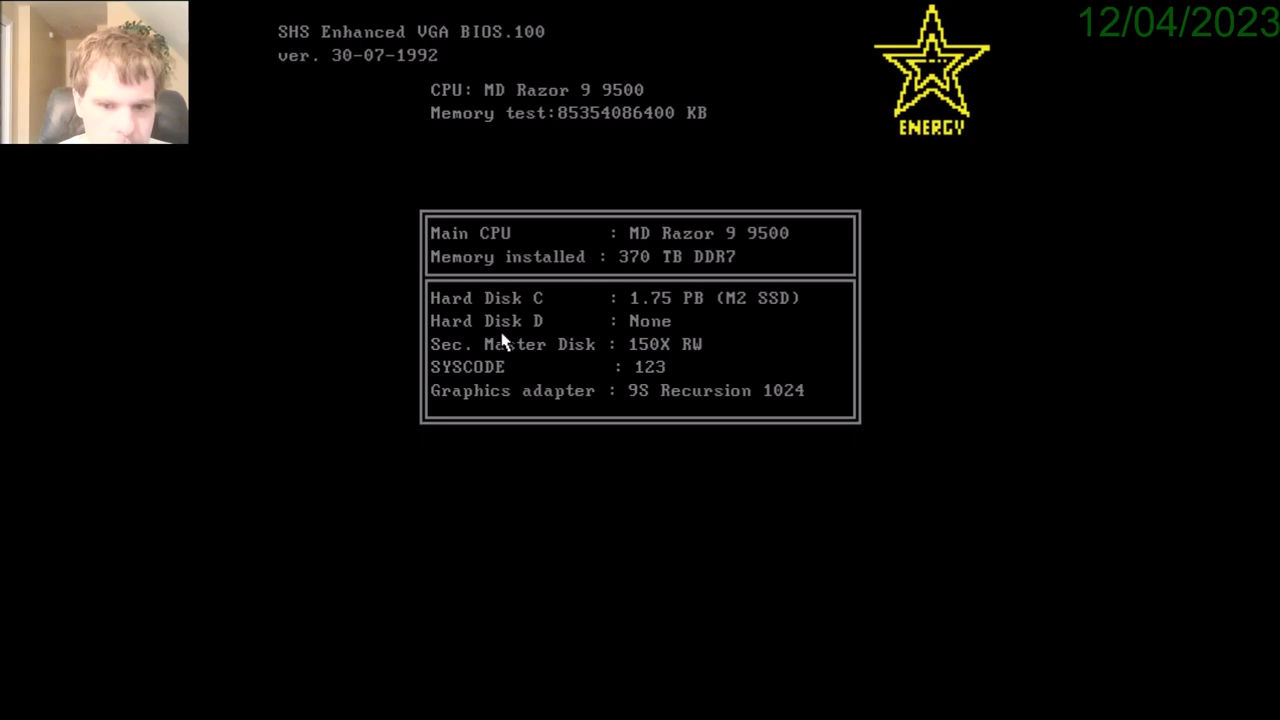 SHS Enhanced VGA BIOS.100
ver. 30-07-1992
12/04/2023
CPU: MD Razor 9 9500
Memory test:85354086400 KB
ENERGY
Main CPU : MD Razor 9 9500
Memory installed : 370 TB DDR7
Hard Disk C : 1.75 PB (M2 SSD)
Hard Disk D : None
Sec. Master Disk : 150X RW
SYSCODE : 123
Graphics adapter : 9S Recursion 1024